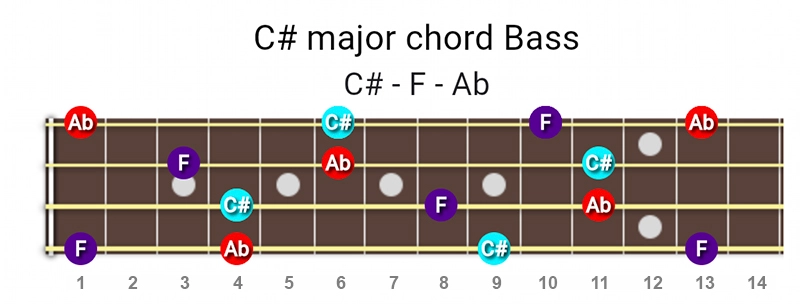 C# major chord Bass
C# - F - Ab
Ab C# F Ab
F Ab C#
C# F Ab
F Ab C# F
1 2 3 4 5 6 7 8 9 10 11 12 13 14